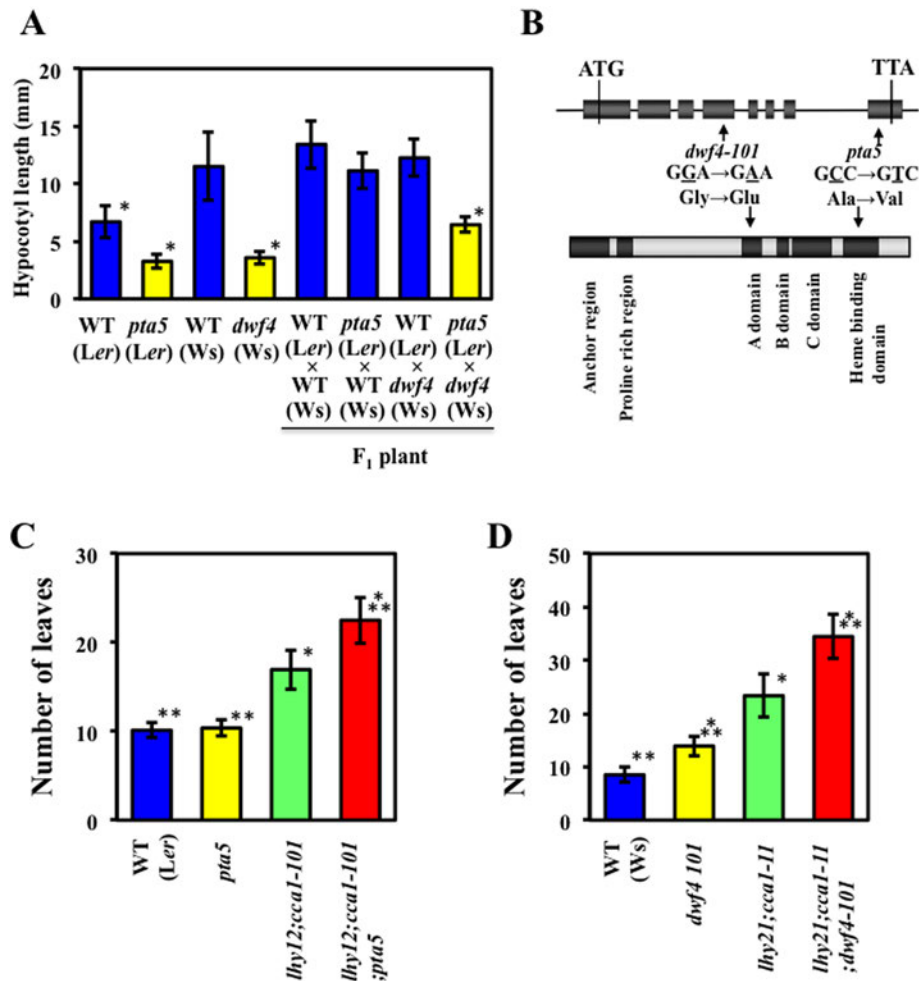 A
Hypocotyl length (mm)
20
15
10
5
0
*
*
*
*
WT
(Ler)
pta5
(Ler)
WT
(Ws)
dwf4
(Ws)
WT
(Ler)
×
WT
(Ws)
pta5
(Ler)
×
WT
(Ws)
WT
(Ler)
×
dwf4
(Ws)
pta5
(Ler)
×
dwf4
(Ws)
F1 plant
B
ATG
TTA
dwf4-101
GGA→GAA
Gly→Glu
pta5
GCC→GTC
Ala→Val
Anchor region
Proline rich region
A domain
B domain
C domain
Heme binding
domain
C
Number of leaves
30
20
10
0
**
**
*
*
**
WT
(Ler)
pta5
lhy12;cca1-101
lhy12;cca1-101
;pta5
D
Number of leaves
50
40
30
20
10
0
**
*
**
*
*
**
WT
(Ws)
dwf4 101
lhy21;cca1-11
lhy21;cca1-11
;dwf4-101